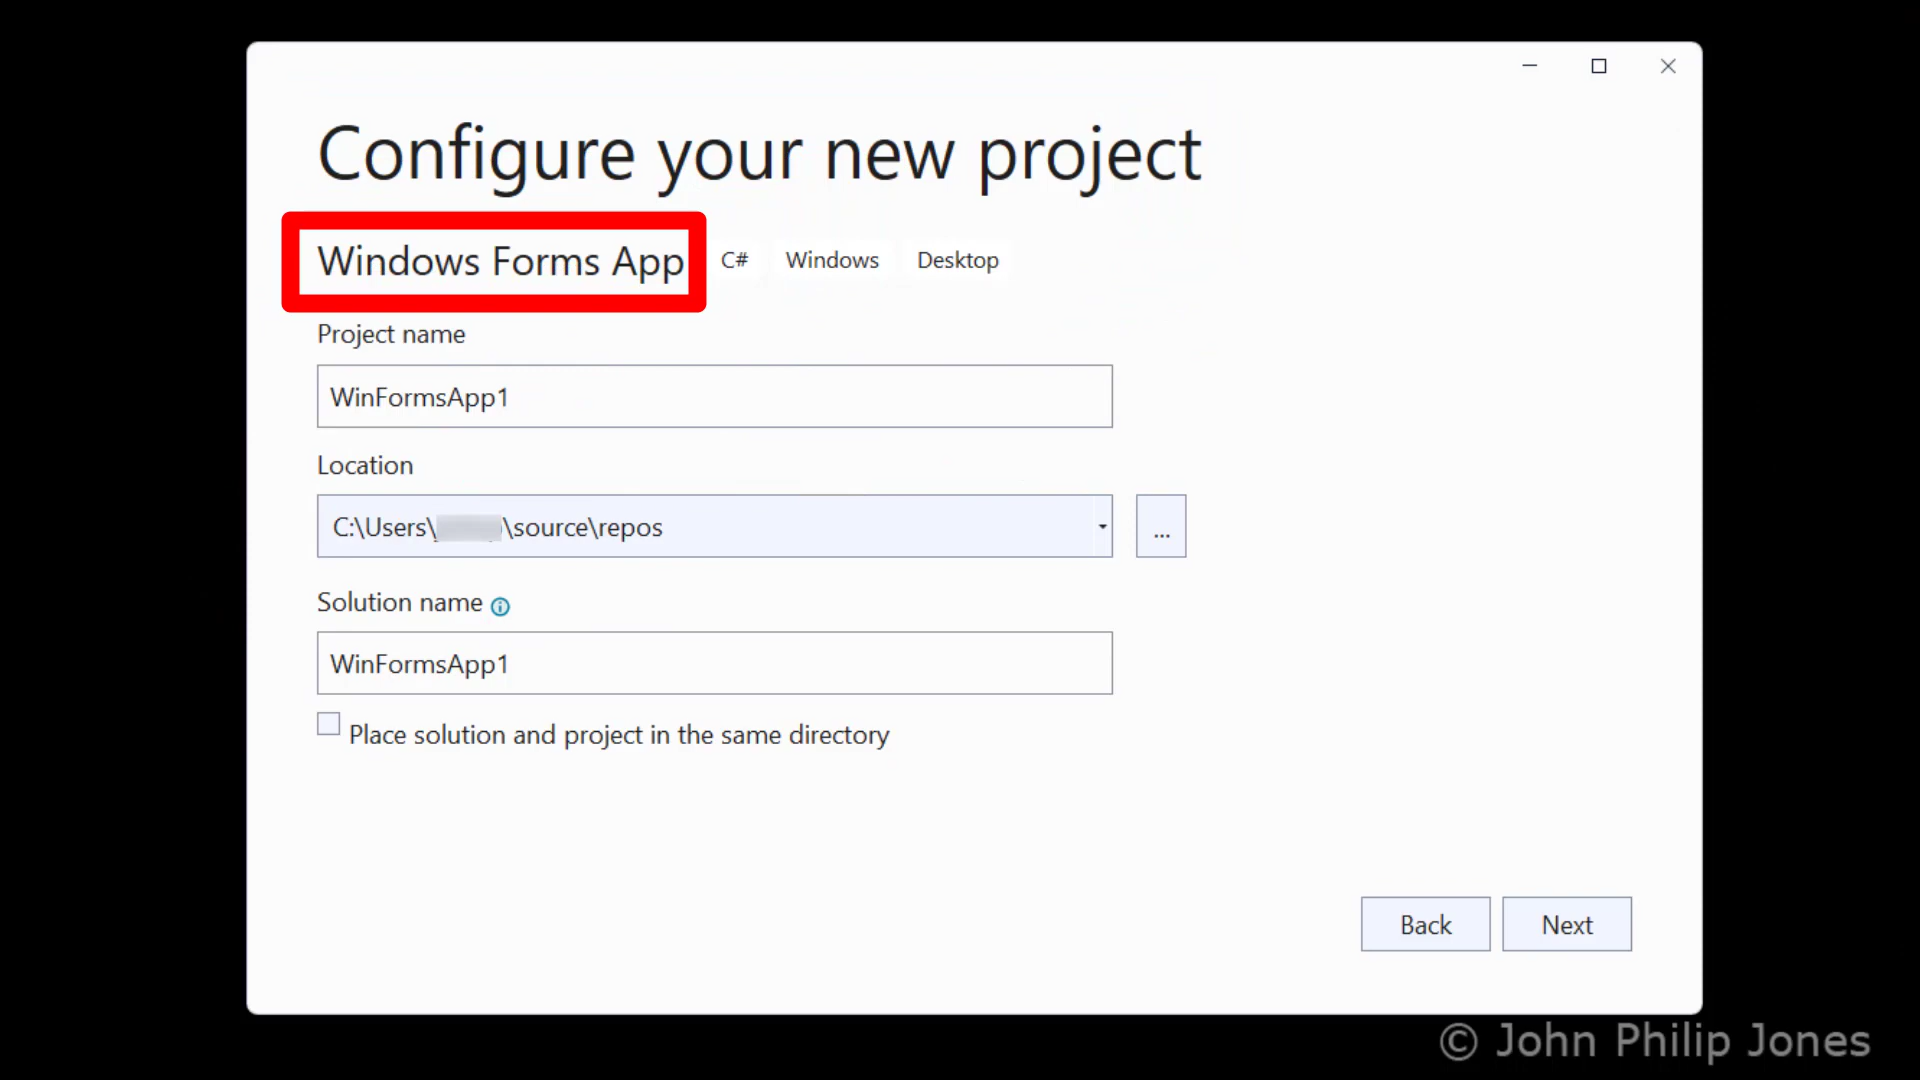 Configure your new project
Windows Forms App C# Windows Desktop
Project name
WinFormsApp1
Location
C:\Users\ \source\repos
...
Solution name
WinFormsApp1
Place solution and project in the same directory
Back Next
© John Philip Jones